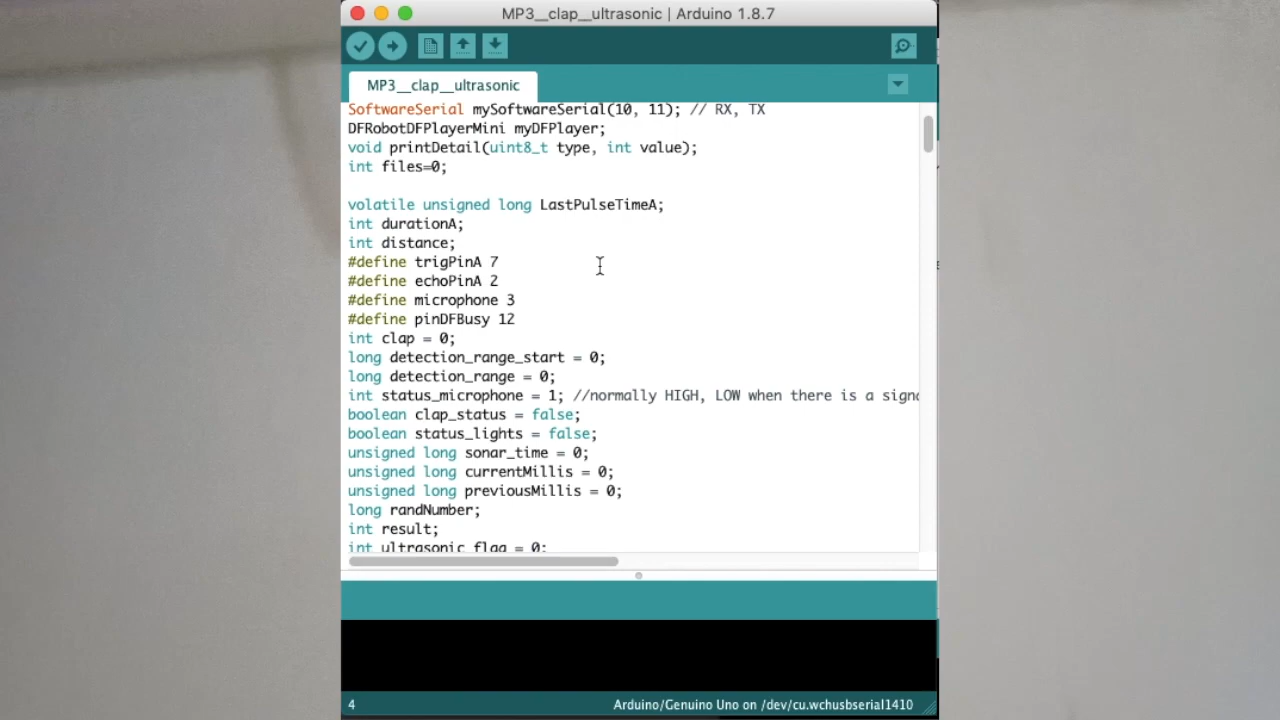 MP3__clap__ultrasonic | Arduino 1.8.7
MP3__clap__ultrasonic
SoftwareSerial mySoftwareSerial(10, 11); // RX, TX
DFRobotDFPlayerMini myDFPlayer;
void printDetail(uint8_t type, int value);
int files=0;
volatile unsigned long LastPulseTimeA;
int durationA;
int distance;
#define trigPinA 7
#define echoPinA 2
#define microphone 3
#define pinDFBusy 12
int clap = 0;
long detection_range_start = 0;
long detection_range = 0;
int status_microphone = 1; //normally HIGH, LOW when there is a signa
boolean clap_status = false;
boolean status_lights = false;
unsigned long sonar_time = 0;
unsigned long currentMillis = 0;
unsigned long previousMillis = 0;
long randNumber;
int result;
int ultrasonic_flag = 0;
4
Arduino/Genuino Uno on /dev/cu.wchusbserial1410